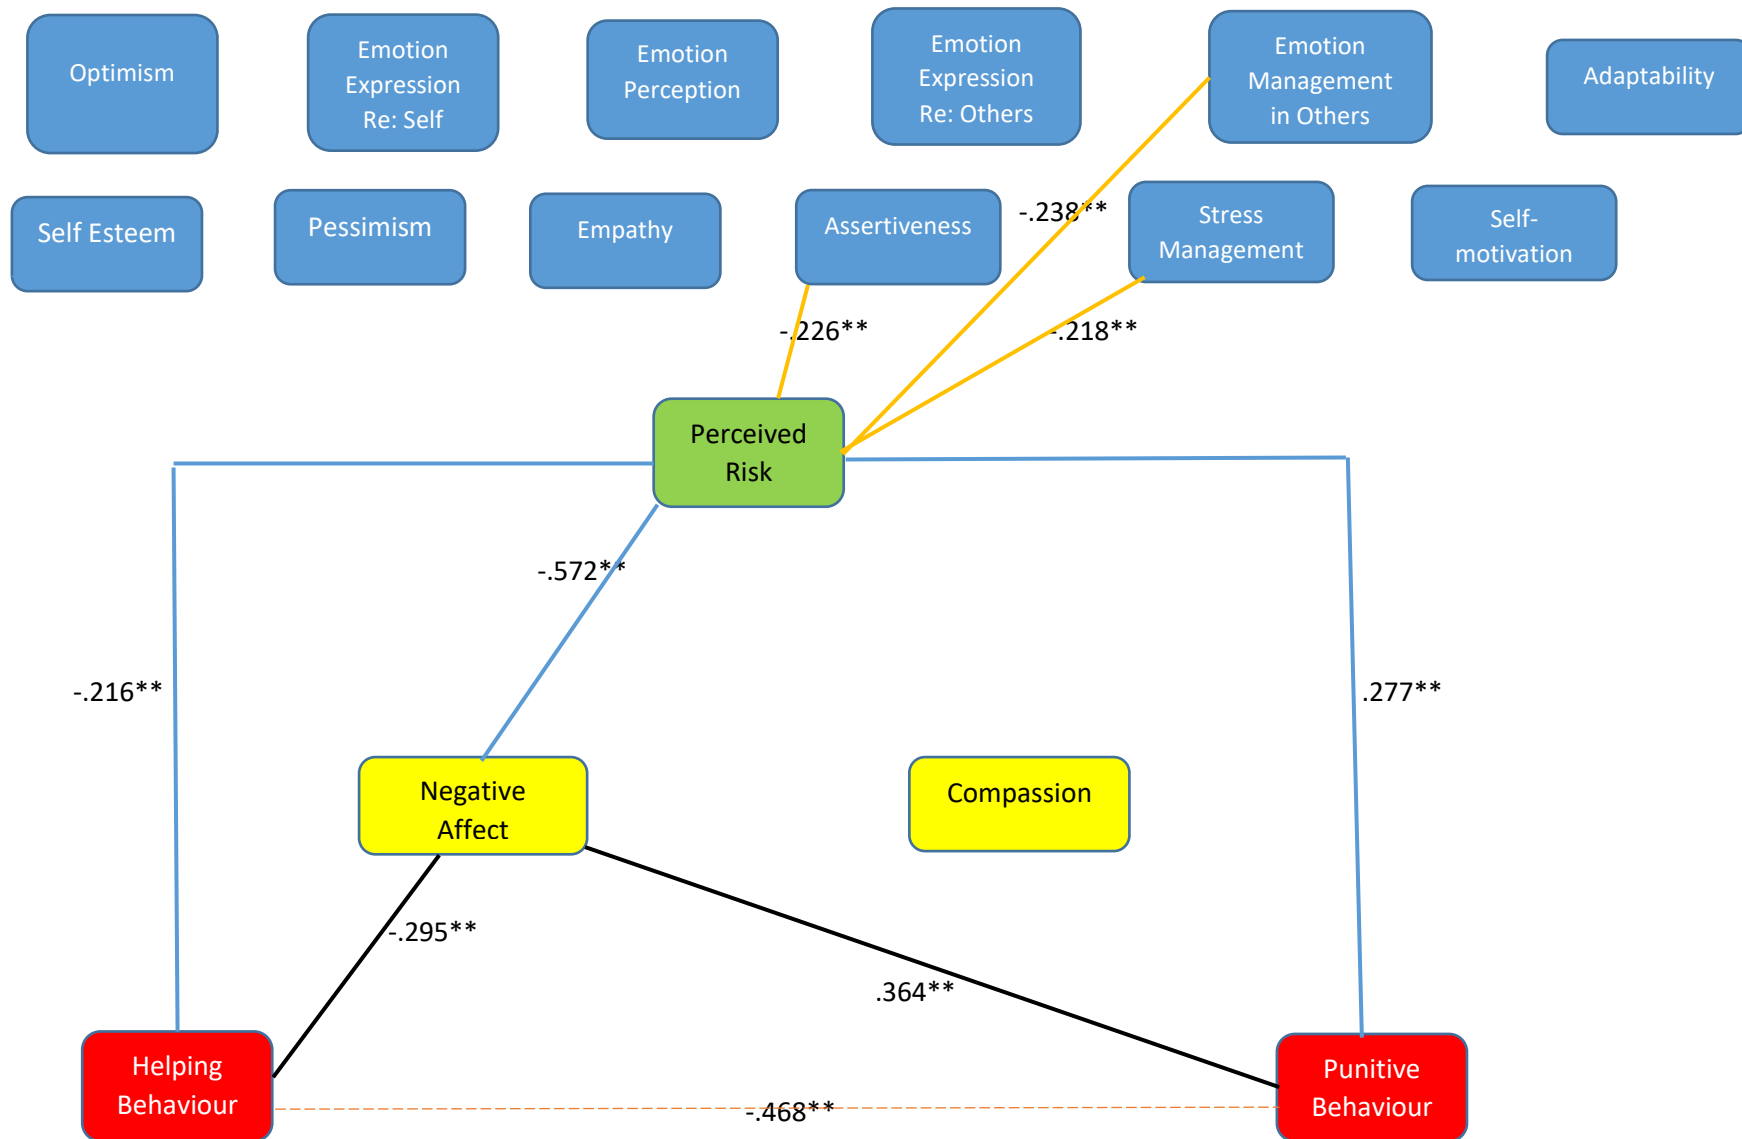 Optimism
Emotion
Expression
Re: Self
Emotion
Perception
Emotion
Expression
Re: Others
Emotion
Management
in Others
Adaptability
Self Esteem
Pessimism
Empathy
Assertiveness
-.238**
Stress
Management
Self-
motivation
-.226**
-.218**
Perceived
Risk
-.572**
-.216**
.277**
Negative
Affect
Compassion
-.295**
.364**
Helping
Behaviour
-.468**
Punitive
Behaviour